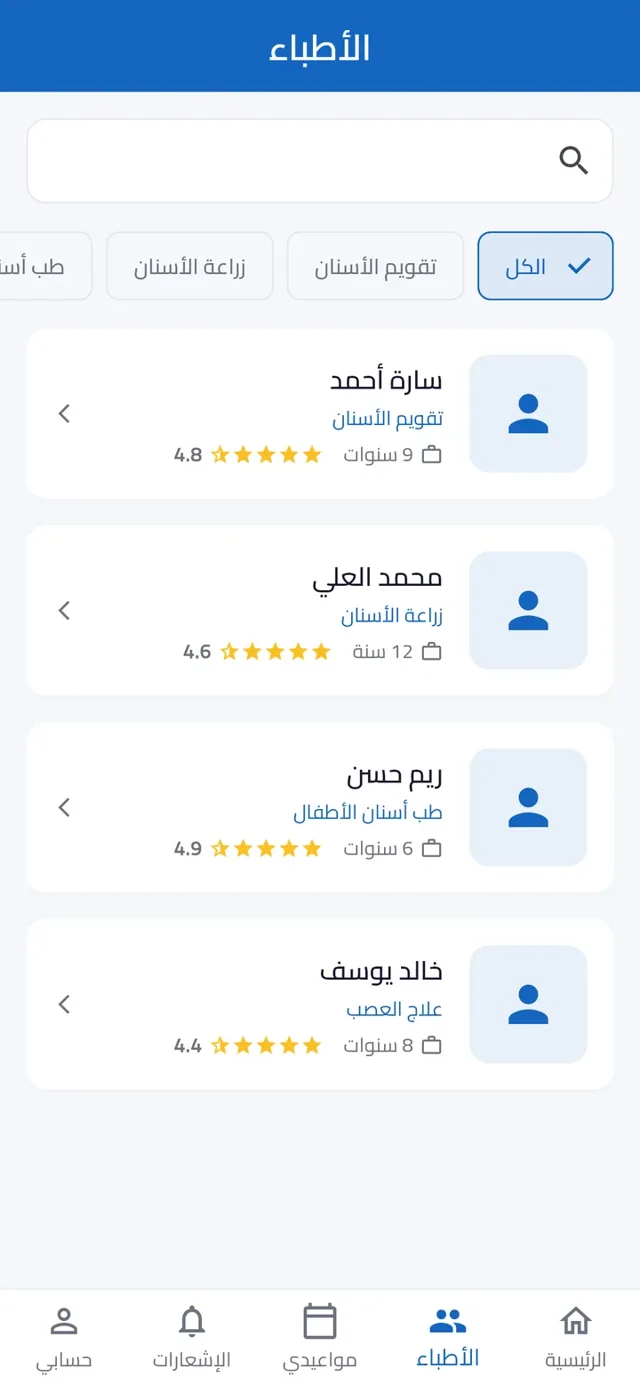 الأطباء
الكل
تقويم الأسنان
زراعة الأسنان
طب أسن
سارة أحمد
تقويم الأسنان
9 سنوات 4.8
محمد العلي
زراعة الأسنان
12 سنة 4.6
ريم حسن
طب أسنان الأطفال
6 سنوات 4.9
خالد يوسف
علاج العصب
8 سنوات 4.4
الرئيسية
الأطباء
مواعيدي
الإشعارات
حسابي